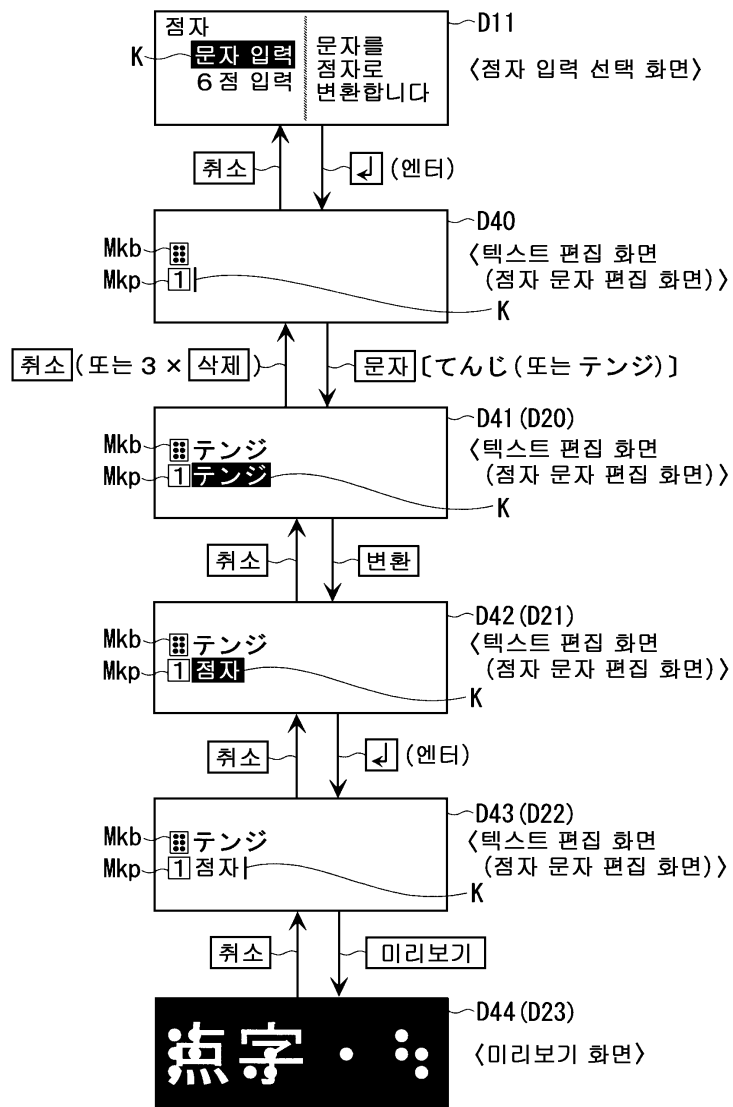 점자
문자 입력
6점 입력
문자를
점자로
변환합니다
K
D11
〈점자 입력 선택 화면〉
취소
↲ (엔터)
D40
Mkb
Mkp 1
〈텍스트 편집 화면
(점자 문자 편집 화면)〉
K
취소 (또는 3 × 삭제)
문자 [てんじ(또는 テンジ)]
D41(D20)
Mkb テンジ
Mkp 1 テンジ
〈텍스트 편집 화면
(점자 문자 편집 화면)〉
K
취소
변환
D42(D21)
Mkb テンジ
Mkp 1 점자
〈텍스트 편집 화면
(점자 문자 편집 화면)〉
K
취소
↲ (엔터)
D43(D22)
Mkb テンジ
Mkp 1 점자
〈텍스트 편집 화면
(점자 문자 편집 화면)〉
K
취소
미리보기
点字
D44(D23)
〈미리보기 화면〉